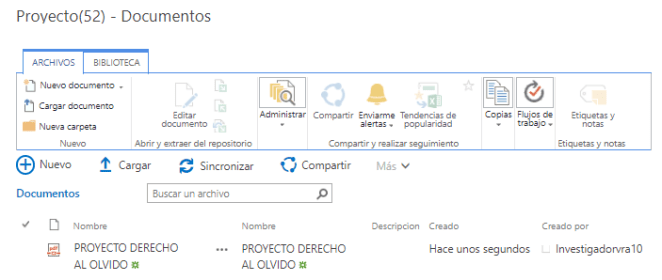 Proyecto(52) - Documentos
ARCHIVOS BIBLIOTECA
Nuevo documento
Cargar documento
Nueva carpeta
Nuevo
Editar
documento
Abrir y extraer del repositorio
Administrar
Compartir
Enviarme
alertas
Tendencias de
popularidad
Compartir y realizar seguimiento
Copias
Flujos de
trabajo
Etiquetas y
notas
Etiquetas y notas
Nuevo Cargar Sincronizar Compartir Más
Documentos Buscar un archivo
Nombre Nombre Descripcion Creado Creado por
PROYECTO DERECHO ... PROYECTO DERECHO Hace unos segundos Investigadorvra10
AL OLVIDO AL OLVIDO